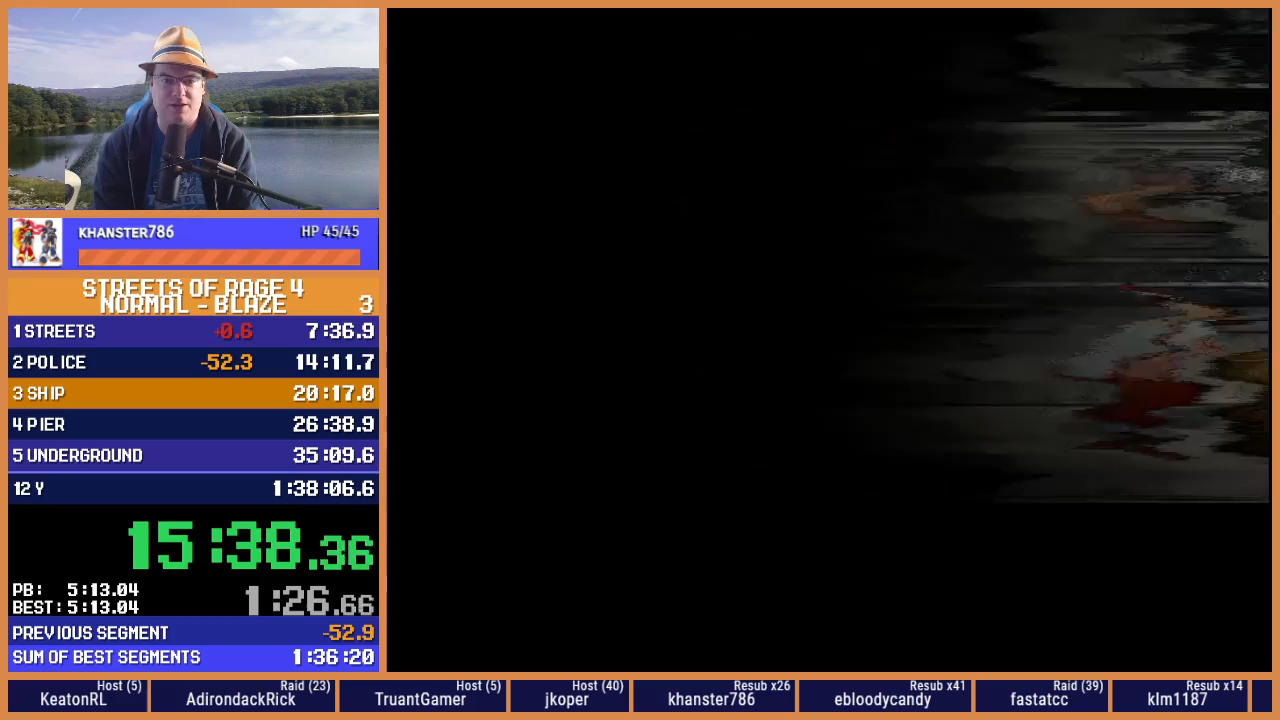 KHANSTER786 HP 45/45
STREETS OF RAGE 4
NORMAL - BLAZE 3
1 STREETS +0.6 7:36.9
2 POLICE -52.3 14:11.7
3 SHIP 20:17.0
4 PIER 26:38.9
5 UNDERGROUND 35:09.6
12 Y 1:38:06.6
15:38.36
PB: 5:13.04
BEST: 5:13.04
1:26.66
PREVIOUS SEGMENT -52.9
SUM OF BEST SEGMENTS 1:36:20
Host (5)
KeatonRL
Raid (23)
AdirondackRick
Host (5)
TruantGamer
Host (40)
jkoper
Resub x26
khanster786
Resub x41
ebloodycandy
Raid (39)
fastatcc
Resub x14
klm1187